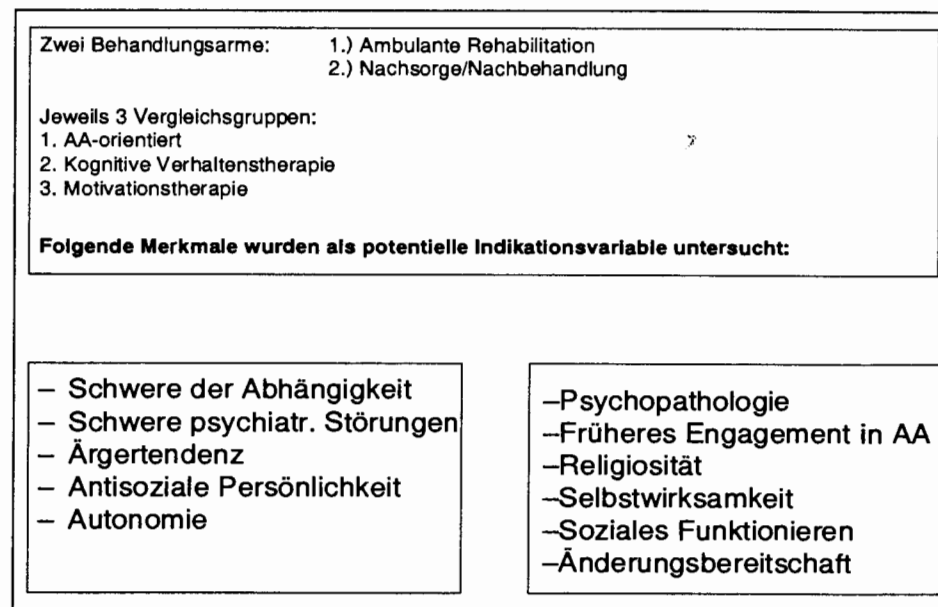 Zwei Behandlungsarme: 1.) Ambulante Rehabilitation
2.) Nachsorge/Nachbehandlung
Jeweils 3 Vergleichsgruppen:
1. AA-orientiert
2. Kognitive Verhaltenstherapie
3. Motivationstherapie
Folgende Merkmale wurden als potentielle Indikationsvariable untersucht:
– Schwere der Abhängigkeit
– Schwere psychiatr. Störungen
– Ärgertendenz
– Antisoziale Persönlichkeit
– Autonomie
–Psychopathologie
–Früheres Engagement in AA
–Religiosität
–Selbstwirksamkeit
–Soziales Funktionieren
–Änderungsbereitschaft